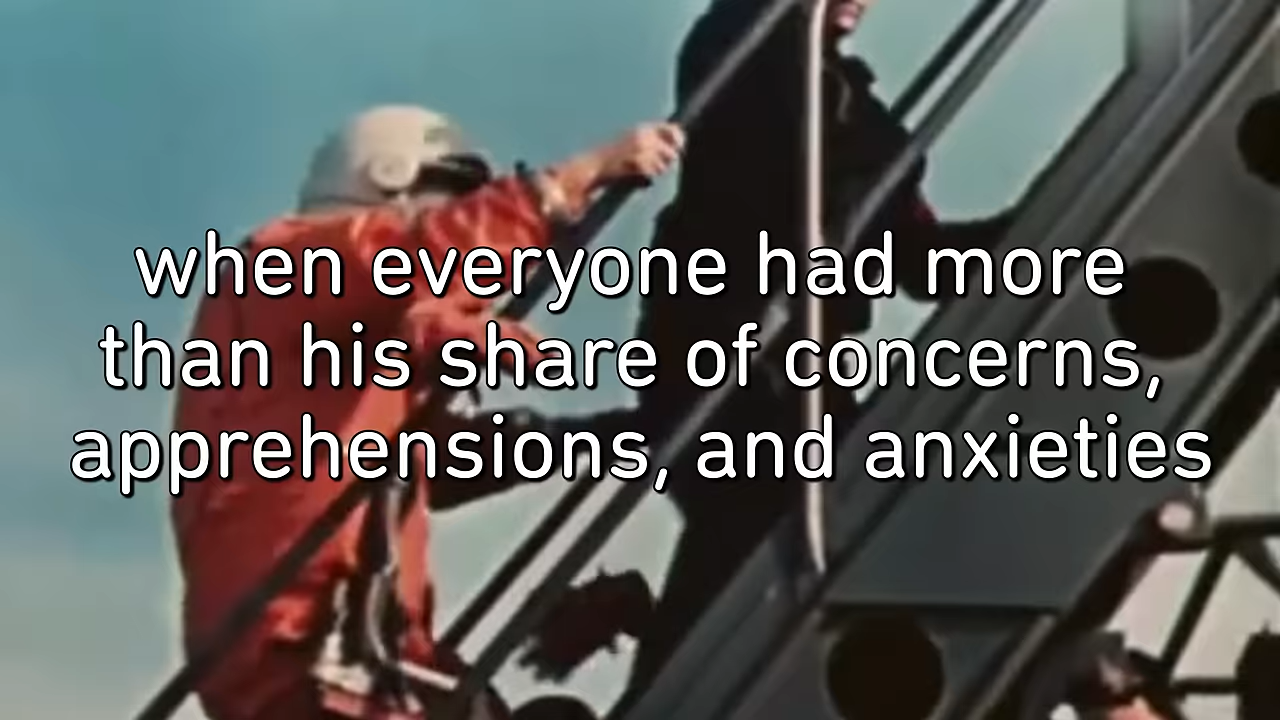 when everyone had more
than his share of concerns,
apprehensions, and anxieties